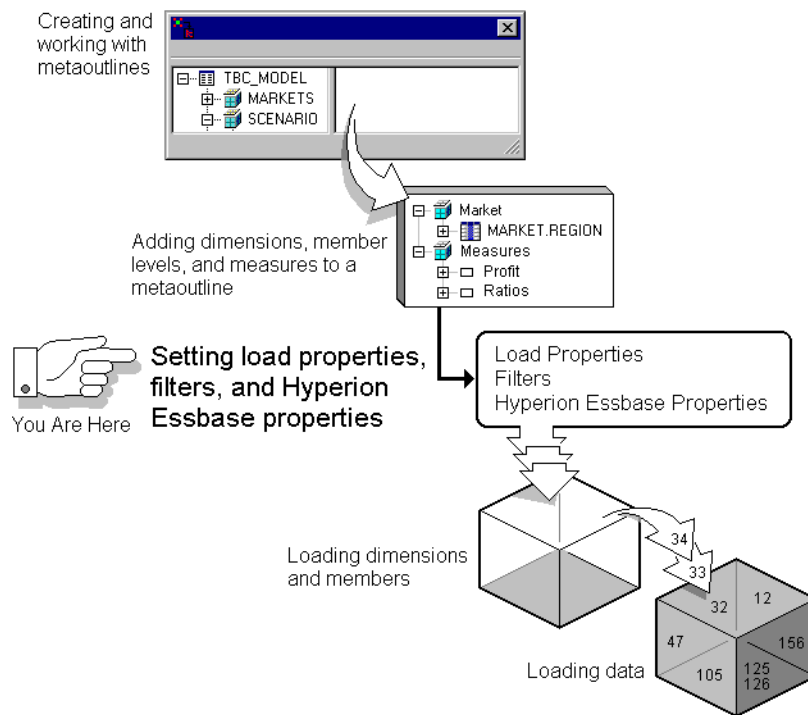 Creating and
working with
metaoutlines
TBC_MODEL
MARKETS
SCENARIO
Market
MARKET.REGION
Measures
Profit
Ratios
Adding dimensions, member
levels, and measures to a
metaoutline
You Are Here
Setting load properties,
filters, and Hyperion
Essbase properties
Load Properties
Filters
Hyperion Essbase Properties
Loading dimensions
and members
34
33
32
12
47
156
105
125
126
Loading data